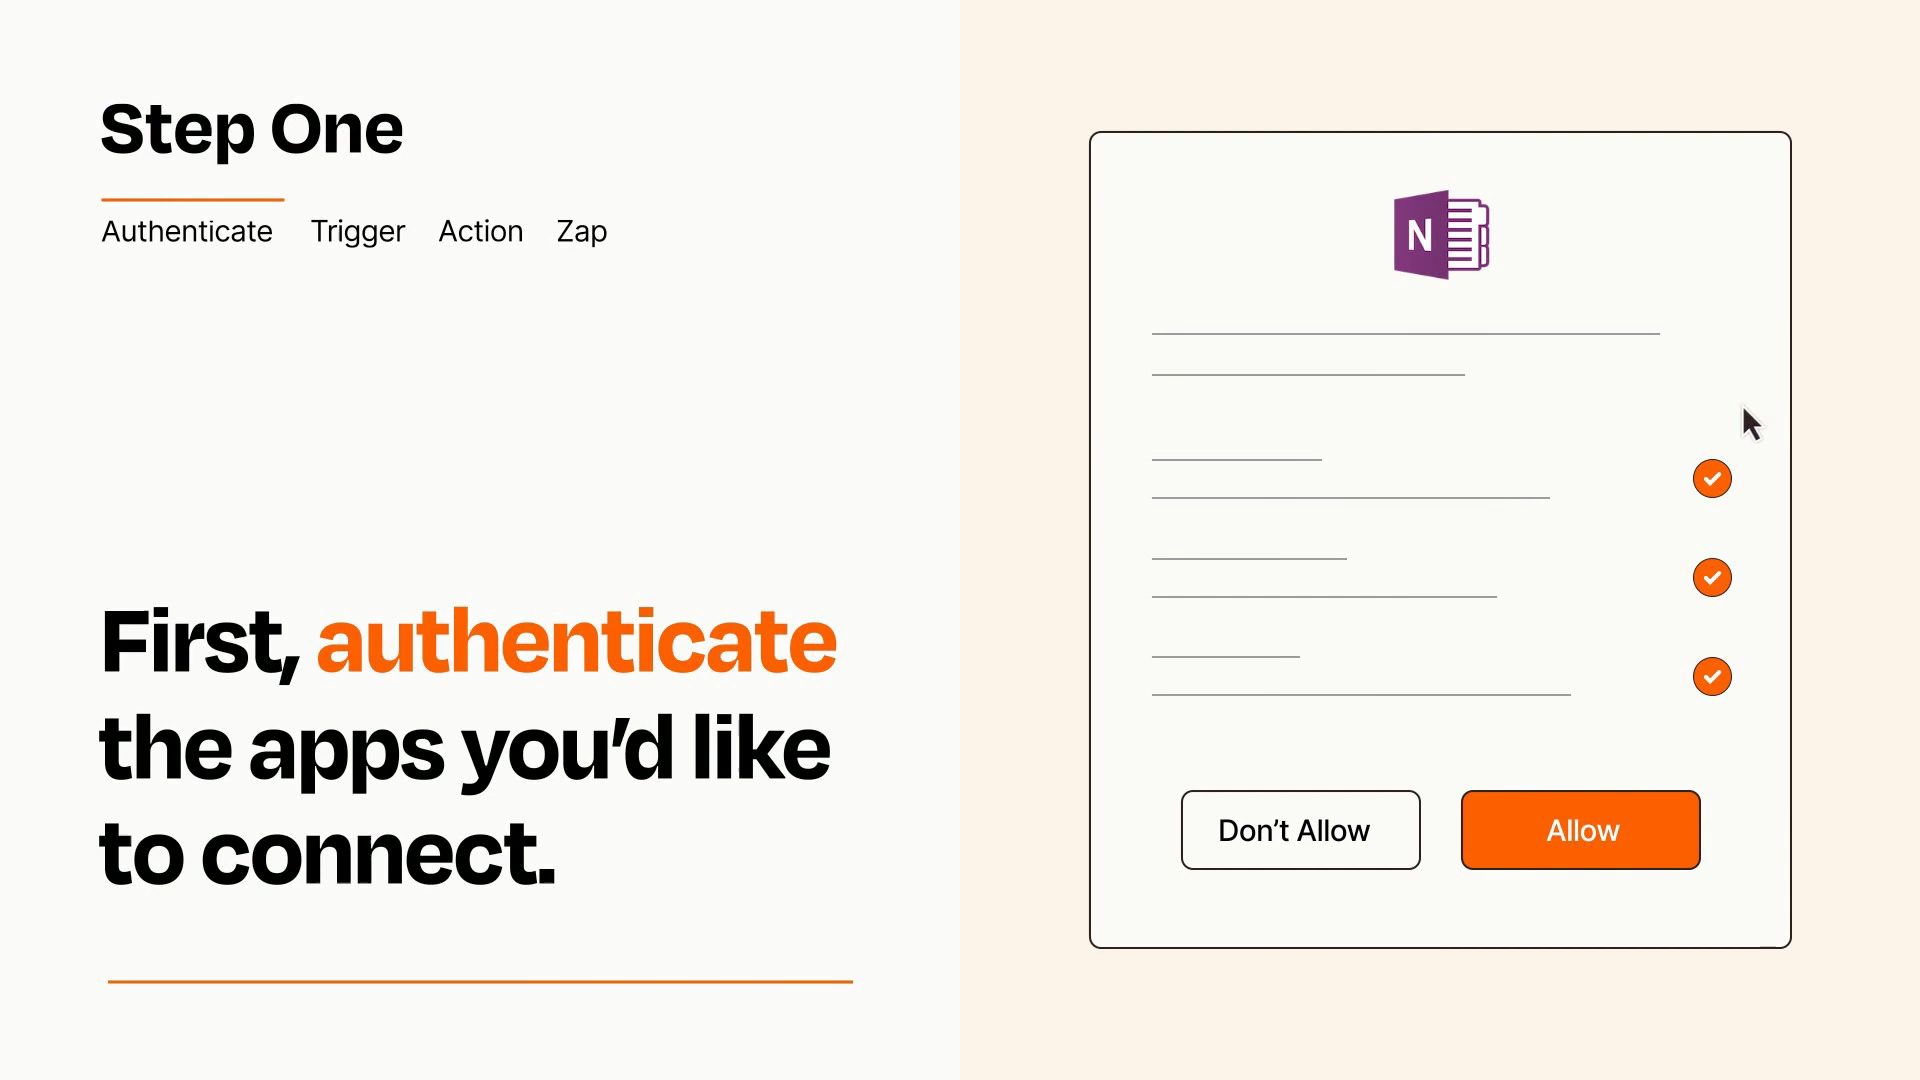 Step One
Authenticate Trigger Action Zap
First, authenticate
the apps you’d like
to connect.
N
Don’t Allow Allow